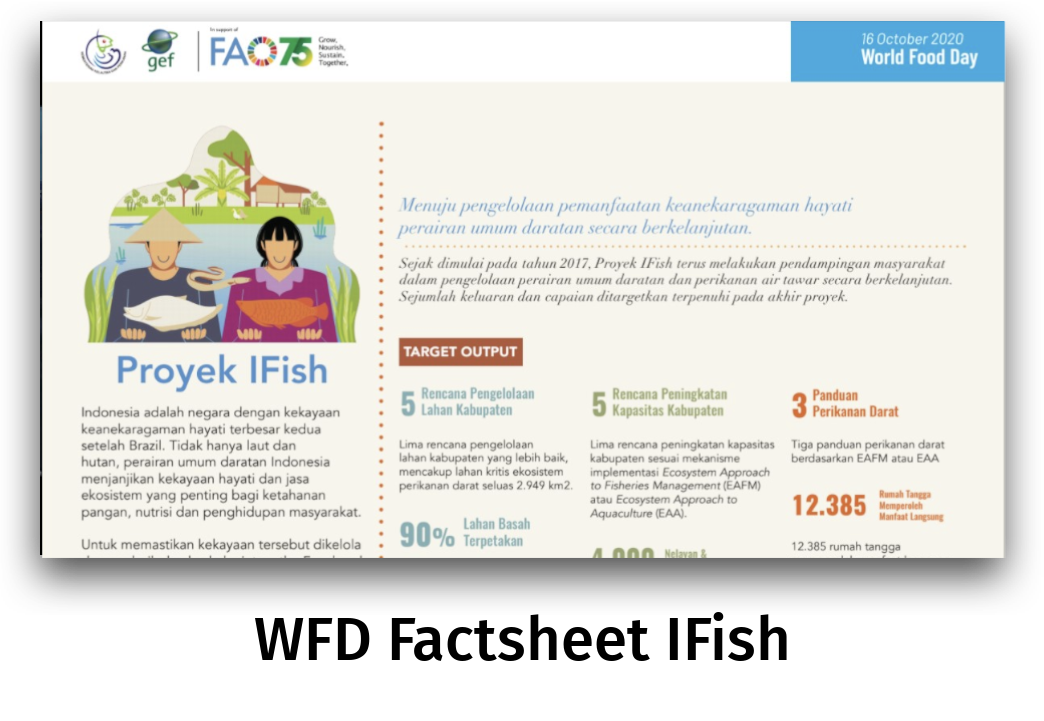 gef
In support of
FAO75
Grow,
Nourish,
Sustain.
Together.
16 October 2020
World Food Day
Proyek IFish
Indonesia adalah negara dengan kekayaan
keanekaragaman hayati terbesar kedua
setelah Brazil. Tidak hanya laut dan
hutan, perairan umum daratan Indonesia
menjanjikan kekayaan hayati dan jasa
ekosistem yang penting bagi ketahanan
pangan, nutrisi dan penghidupan masyarakat.
Untuk memastikan kekayaan tersebut dikelola
Menuju pengelolaan pemanfaatan keanekaragaman hayati
perairan umum daratan secara berkelanjutan.
Sejak dimulai pada tahun 2017, Proyek IFish terus melakukan pendampingan masyarakat
dalam pengelolaan perairan umum daratan dan perikanan air tawar secara berkelanjutan.
Sejumlah keluaran dan capaian ditargetkan terpenuhi pada akhir proyek.
TARGET OUTPUT
5 Rencana Pengelolaan
Lahan Kabupaten
Lima rencana pengelolaan
lahan kabupaten yang lebih baik,
mencakup lahan kritis ekosistem
perikanan darat seluas 2.949 km2.
90% Lahan Basah
Terpetakan
5 Rencana Peningkatan
Kapasitas Kabupaten
Lima rencana peningkatan kapasitas
kabupaten sesuai mekanisme
implementasi Ecosystem Approach
to Fisheries Management (EAFM)
atau Ecosystem Approach to
Aquaculture (EAA).
Nelayan &
3 Panduan
Perikanan Darat
Tiga panduan perikanan darat
berdasarkan EAFM atau EAA
12.385 Rumah Tangga
Memperoleh
Manfaat Langsung
12.385 rumah tangga
WFD Factsheet IFish